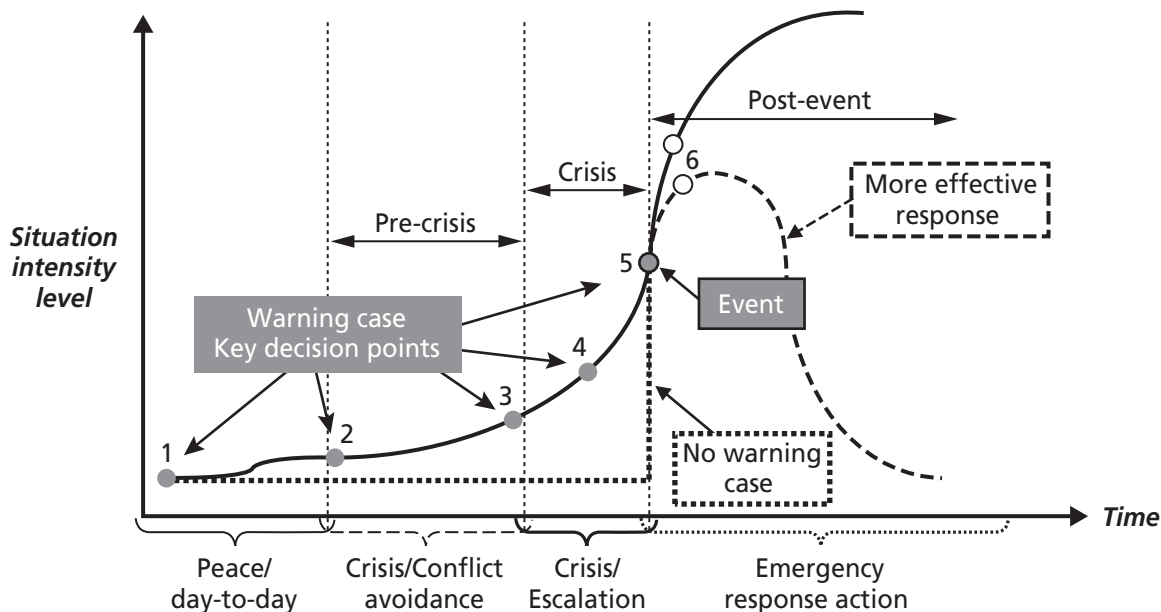 Post-event
6
Crisis
More effective
response
Pre-crisis
Situation
intensity
level
5
Event
Warning case
Key decision points
4
3
1
2
No warning
case
Time
Peace/
day-to-day
Crisis/Conflict
avoidance
Crisis/
Escalation
Emergency
response action